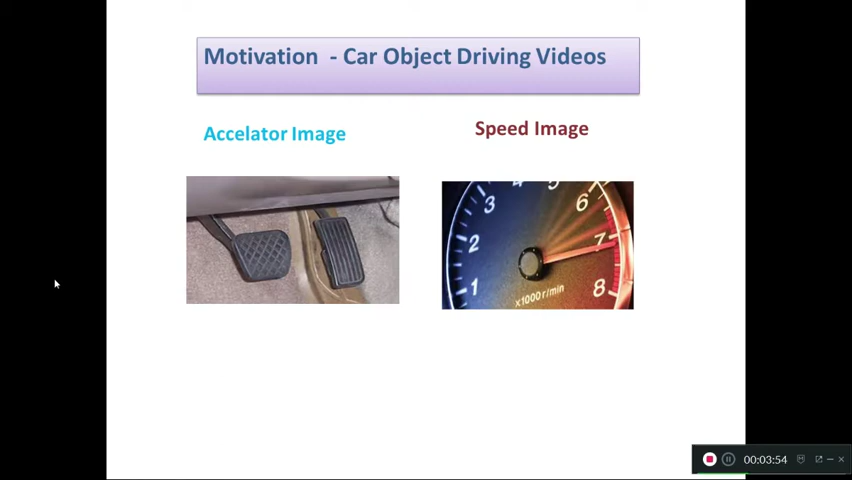 Motivation - Car Object Driving Videos
Accelator Image
Speed Image
1
2
3
4
5
6
7
8
x1000r/min
00:03:54